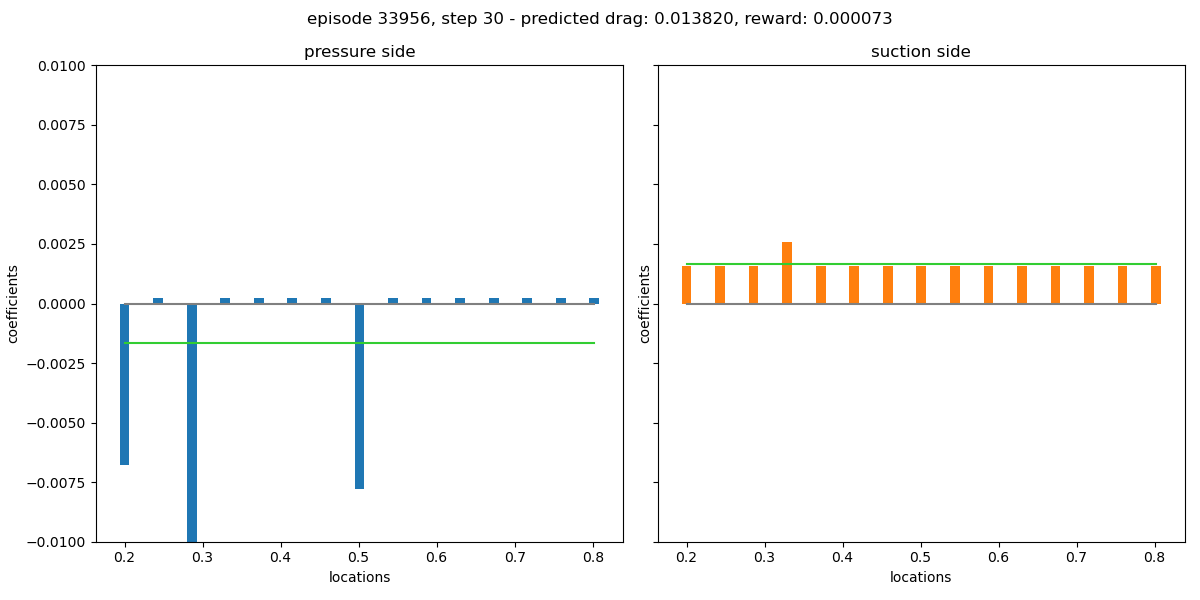 episode 33956, step 30 - predicted drag: 0.013820, reward: 0.000073
pressure side
suction side
0.0100
0.0075
0.0050
0.0025
0.0000
−0.0025
−0.0050
−0.0075
−0.0100
coefficients
coefficients
0.2 0.3 0.4 0.5 0.6 0.7 0.8
0.2 0.3 0.4 0.5 0.6 0.7 0.8
locations
locations